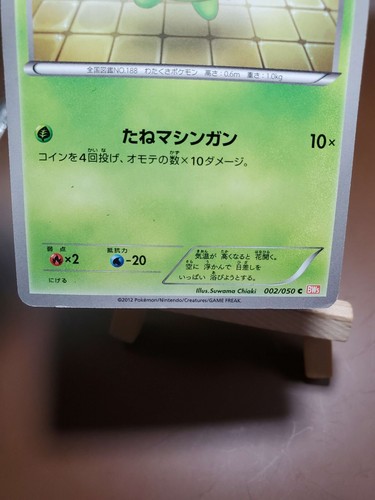 全国図鑑NO.188 わたくさポケモン 高さ:0.6m 重さ:1.0kg
たねマシンガン 10×
コインを4回投げ、オモテの数×10ダメージ。
弱点 抵抗力
×2 -20
にげる
気温が 高くなると 花開く。
空に 浮かんで 日差しを
いっぱい 浴びようとする。
Illus.Suwama Chiaki 002/050 C BW5
©2012 Pokémon/Nintendo/Creatures/GAME FREAK.